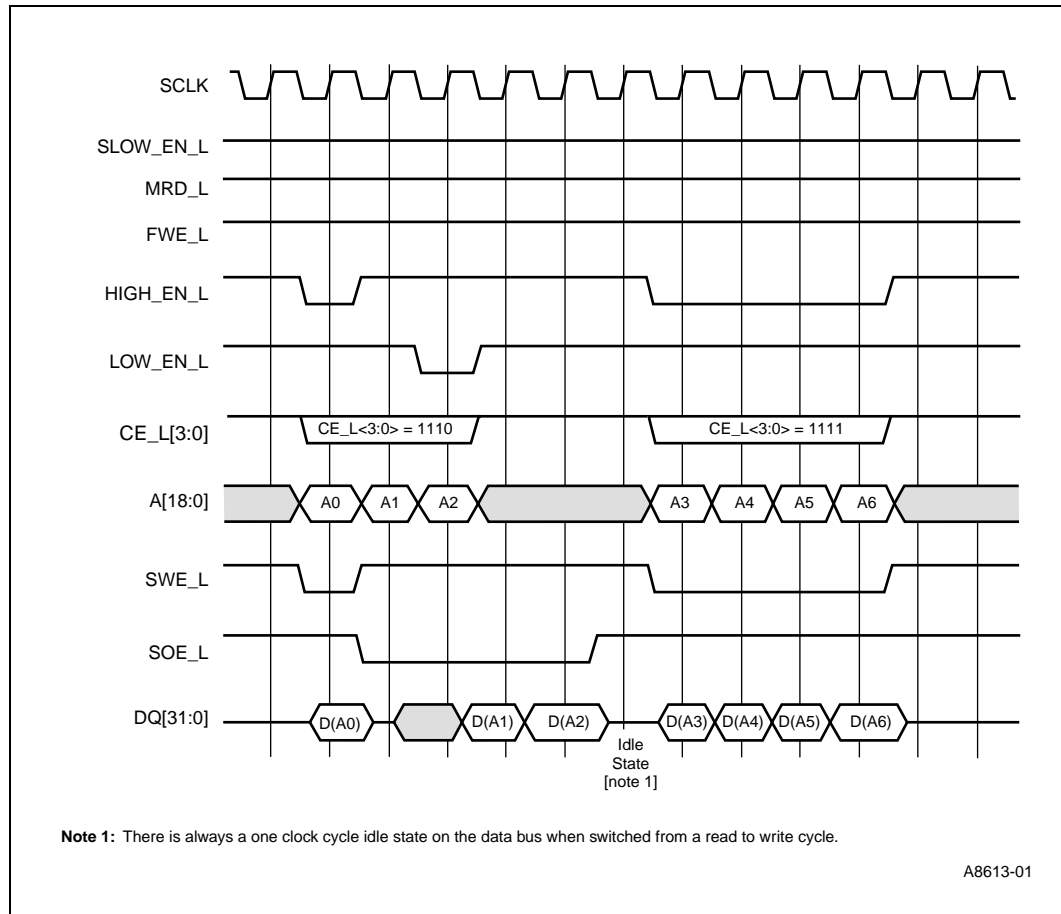 SCLK
SLOW_EN_L
MRD_L
FWE_L
HIGH_EN_L
LOW_EN_L
CE_L[3:0]
CE_L<3:0> = 1110
CE_L<3:0> = 1111
A[18:0]
A0
A1
A2
A3
A4
A5
A6
SWE_L
SOE_L
DQ[31:0]
D(A0)
D(A1)
D(A2)
D(A3)
D(A4)
D(A5)
D(A6)
Idle
State
[note 1]
Note 1: There is always a one clock cycle idle state on the data bus when switched from a read to write cycle.
A8613-01